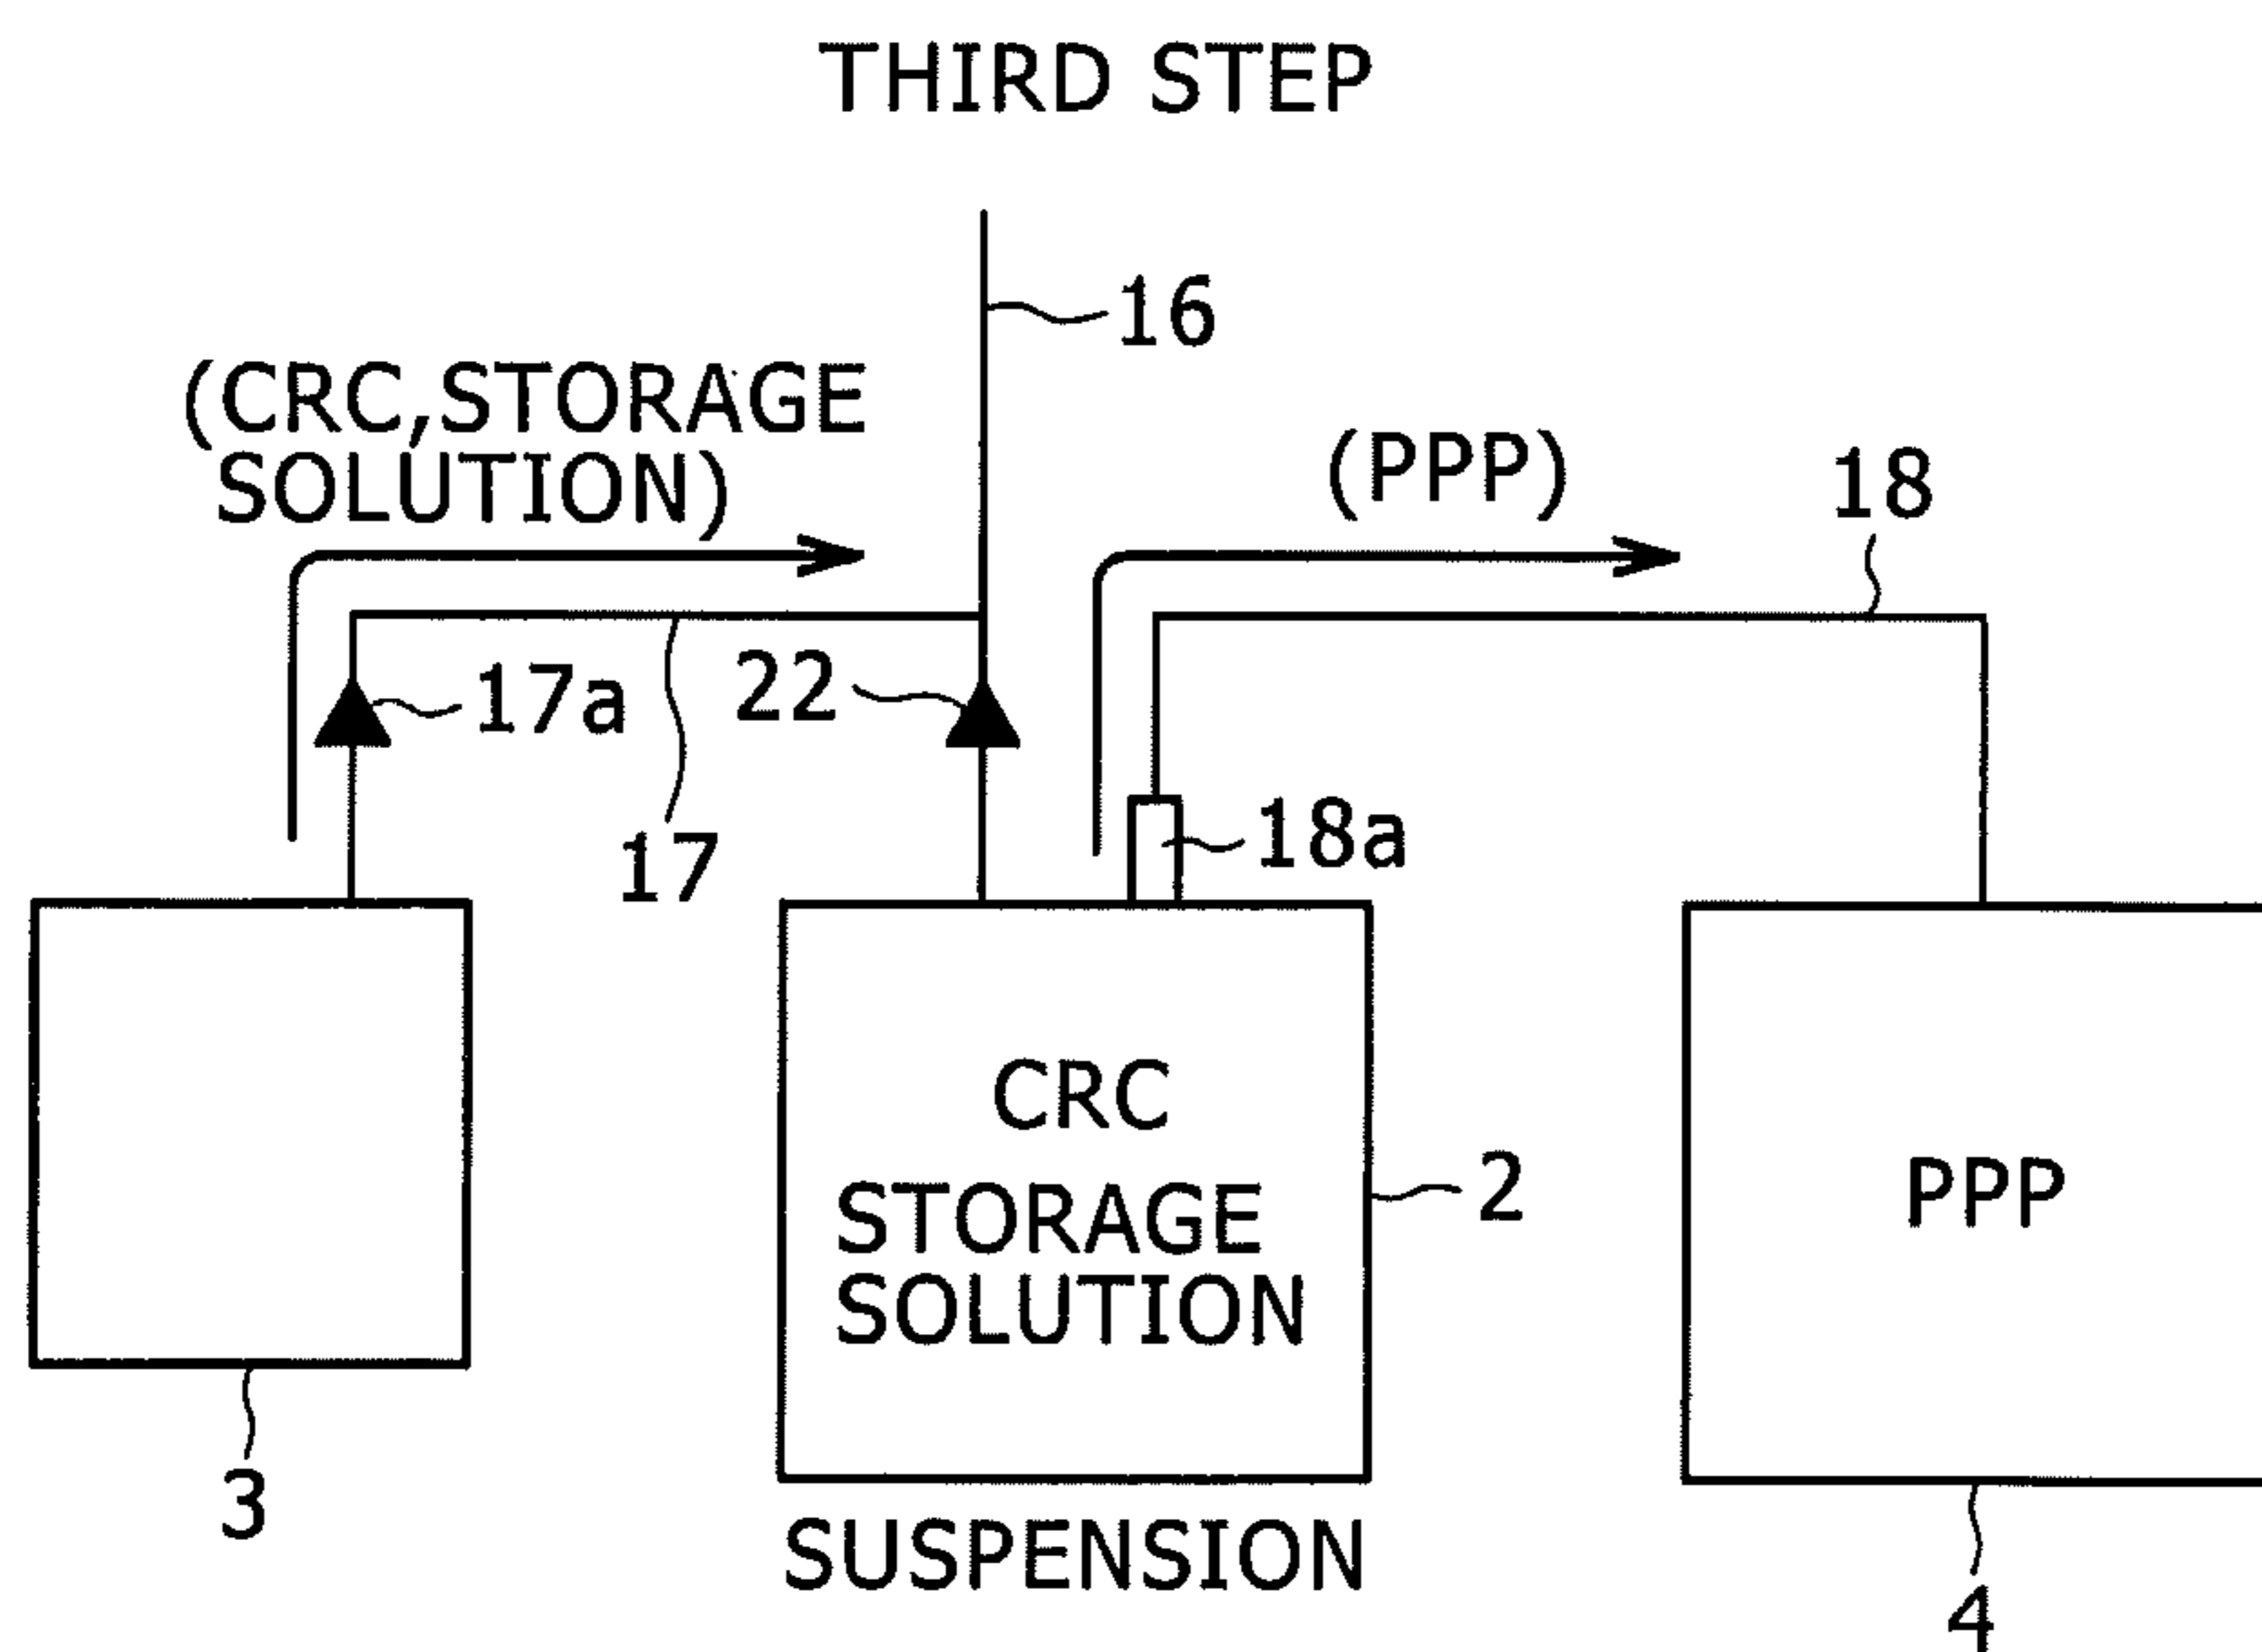 THIRD STEP
16
(CRC,STORAGE
SOLUTION)
(PPP)
18
17a
22
17
18a
CRC
STORAGE
SOLUTION
2
PPP
3
SUSPENSION
4